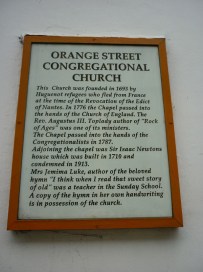 ORANGE STREET
CONGREGATIONAL
CHURCH
This Church was founded in 1693 by
Huguenot refugees who fled from France
at the time of the Revocation of the Edict
of Nantes. In 1776 the Chapel passed into
the hands of the Church of England. The
Rev. Augustus III. Toplady author of "Rock
of Ages" was one of its ministers.
The Chapel passed into the hands of the
Congregationalists in 1787.
Adjoining the chapel was Sir Isaac Newtons
house which was built in 1710 and
condemned in 1913.
Mrs Jemima Luke, author of the beloved
hymn "I think when I read that sweet story
of old" was a teacher in the Sunday School.
A copy of the hymn in her own handwriting
is in possession of the church.